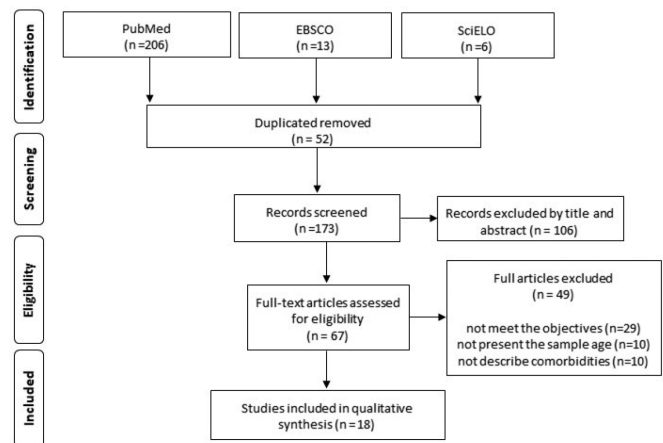 Identification
PubMed
(n =206)
EBSCO
(n =13)
SciELO
(n =6)
Duplicated removed
(n = 52)
Screening
Records screened
(n =173)
Records excluded by title and
abstract (n = 106)
Eligibility
Full-text articles assessed
for eligibility
(n = 67)
Full articles excluded
(n = 49)
not meet the objectives (n=29)
not present the sample age (n=10)
not describe comorbidities (n=10)
Included
Studies included in qualitative
synthesis (n = 18)